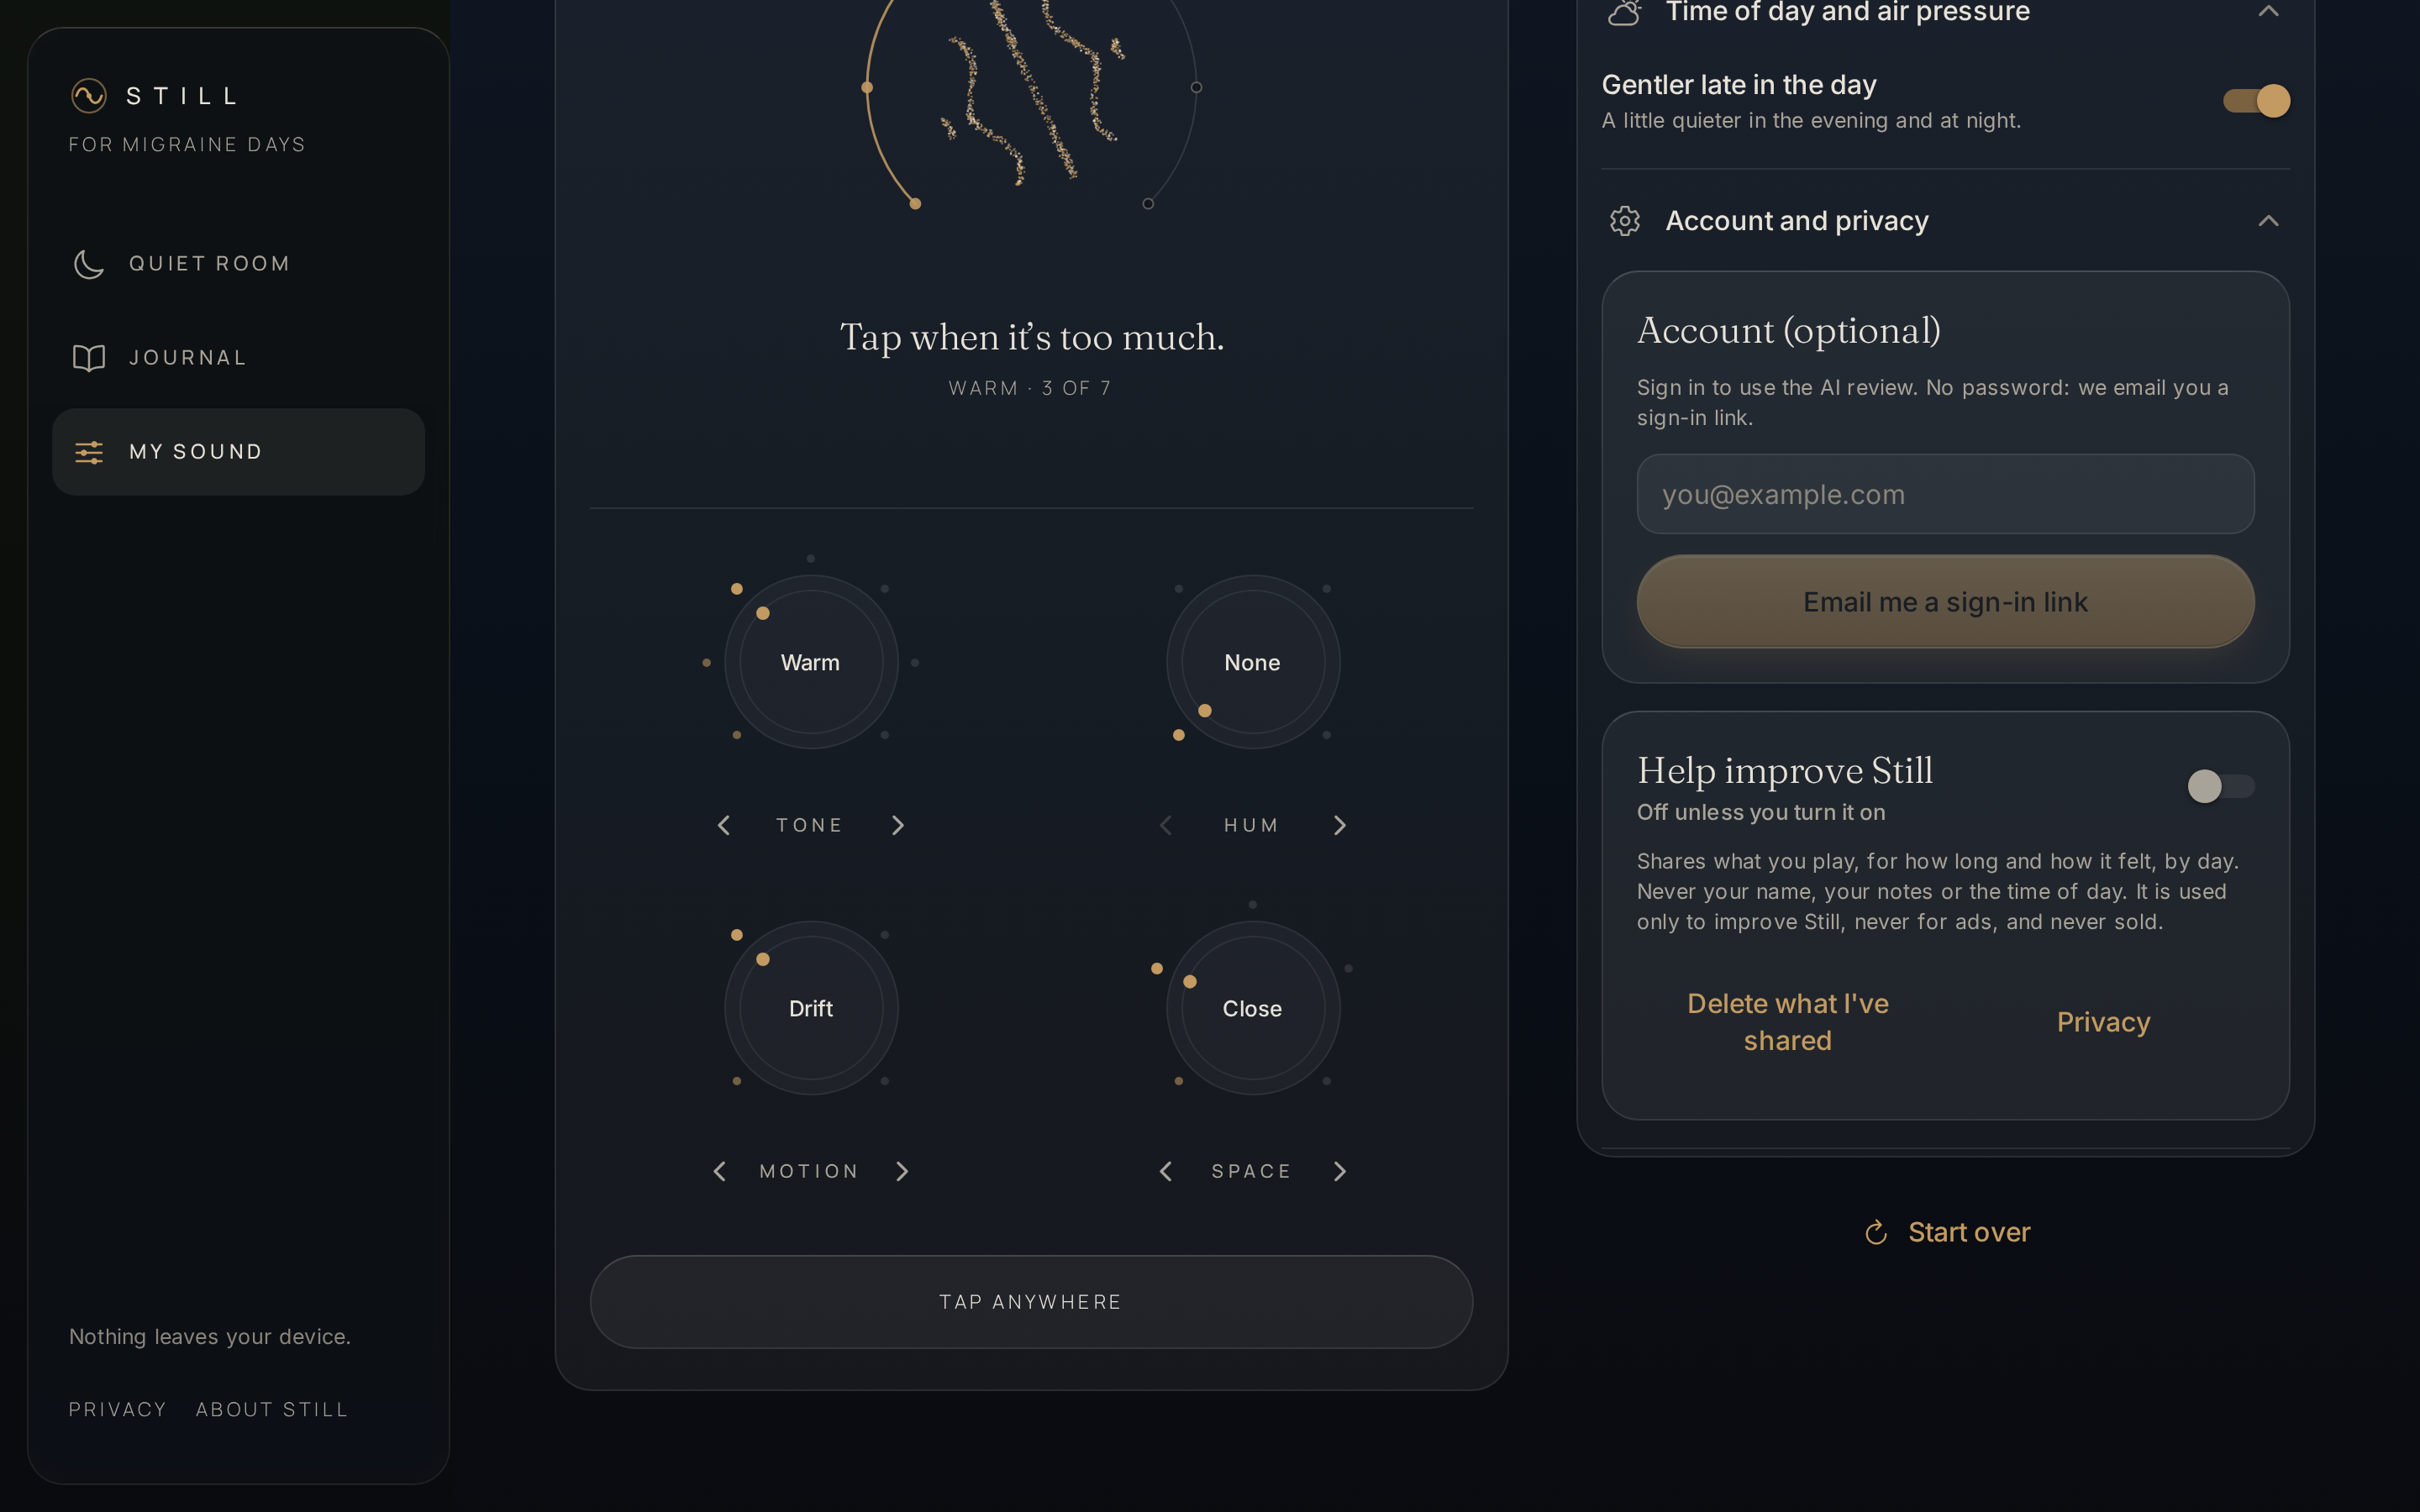 STILL
FOR MIGRAINE DAYS
QUIET ROOM
JOURNAL
MY SOUND
Nothing leaves your device.
PRIVACY ABOUT STILL
Tap when it's too much.
WARM · 3 OF 7
Warm
None
TONE
HUM
Drift
Close
MOTION
SPACE
TAP ANYWHERE
Time of day and air pressure
Gentler late in the day
A little quieter in the evening and at night.
Account and privacy
Account (optional)
Sign in to use the AI review. No password: we email you a
sign-in link.
you@example.com
Email me a sign-in link
Help improve Still
Off unless you turn it on
Shares what you play, for how long and how it felt, by day.
Never your name, your notes or the time of day. It is used
only to improve Still, never for ads, and never sold.
Delete what I've
shared
Privacy
Start over